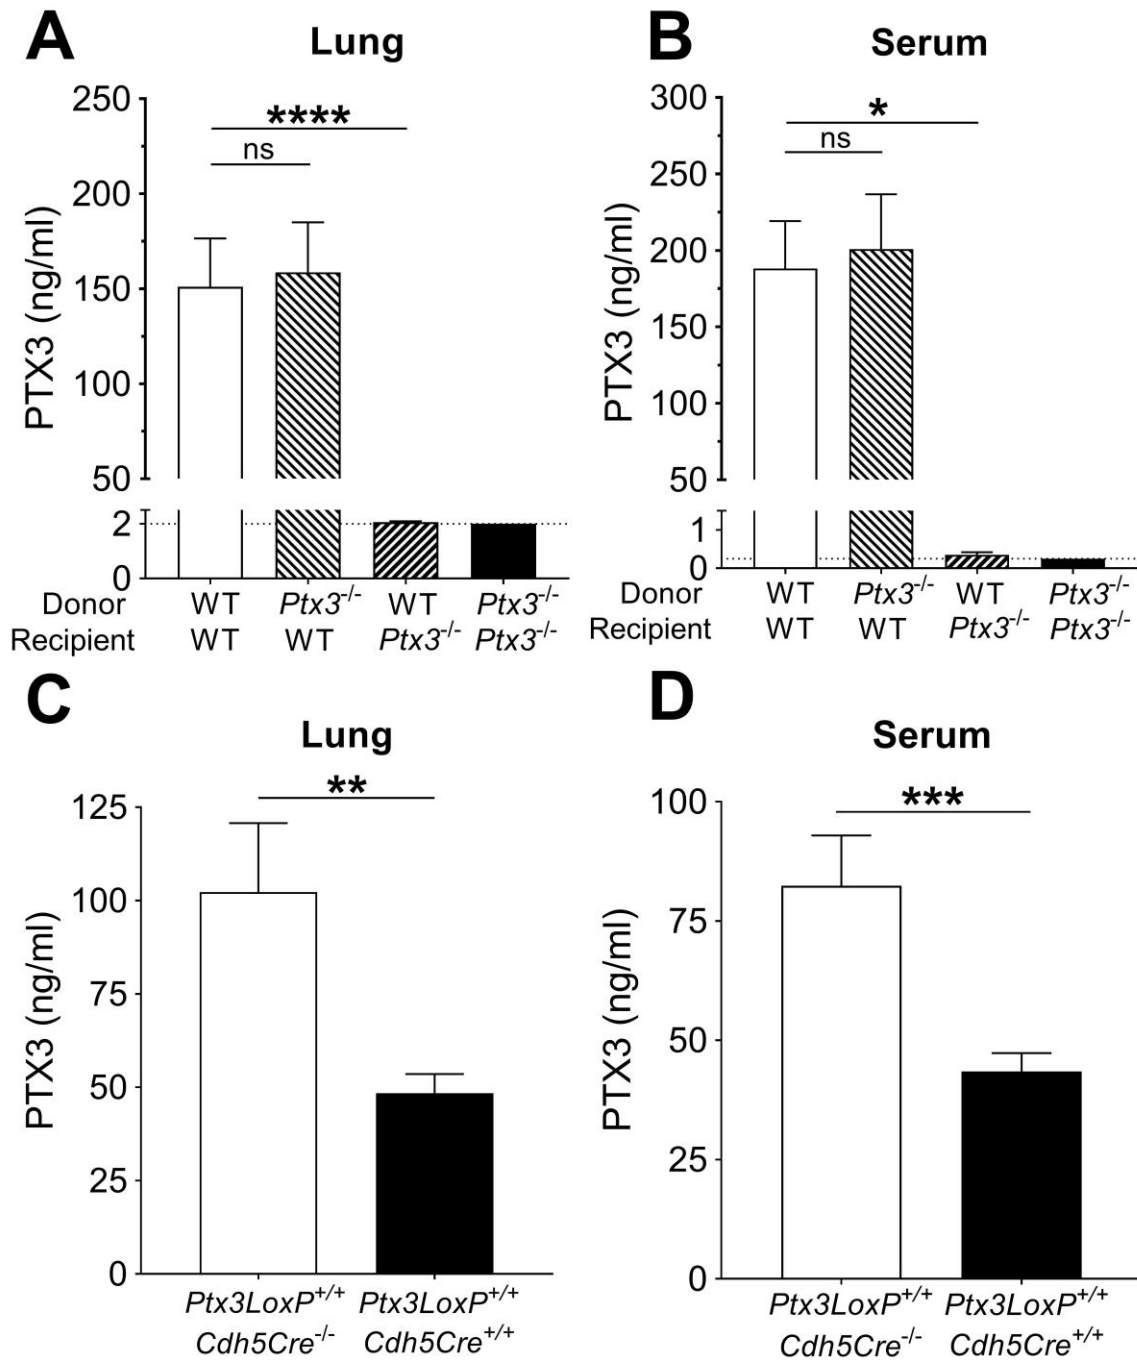 A
Lung
PTX3 (ng/ml)
250
200
150
100
50
2
0
****
ns
Donor WT Ptx3-/- WT Ptx3-/-
Recipient WT WT Ptx3-/- Ptx3-/-
B
Serum
PTX3 (ng/ml)
300
250
200
150
100
50
1
0
*
ns
Donor WT Ptx3-/- WT Ptx3-/-
Recipient WT WT Ptx3-/- Ptx3-/-
C
Lung
PTX3 (ng/ml)
125
100
75
50
25
0
**
Ptx3LoxP+/+ Ptx3LoxP+/+
Cdh5Cre-/- Cdh5Cre+/+
D
Serum
PTX3 (ng/ml)
100
75
50
25
0
***
Ptx3LoxP+/+ Ptx3LoxP+/+
Cdh5Cre-/- Cdh5Cre+/+